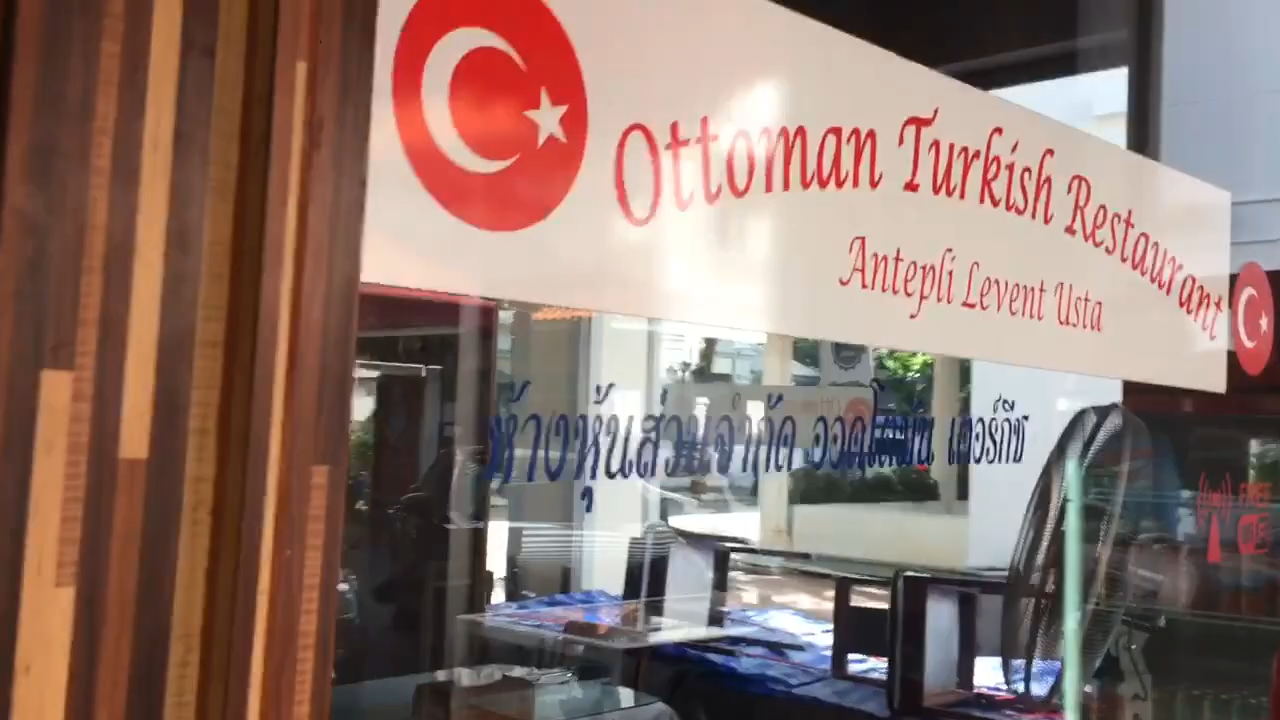 Ottoman Turkish Restaurant
Antepli Levent Usta
ห้างหุ้นส่วนจำกัด ออตโตมัน เทอร์กีช
FREE